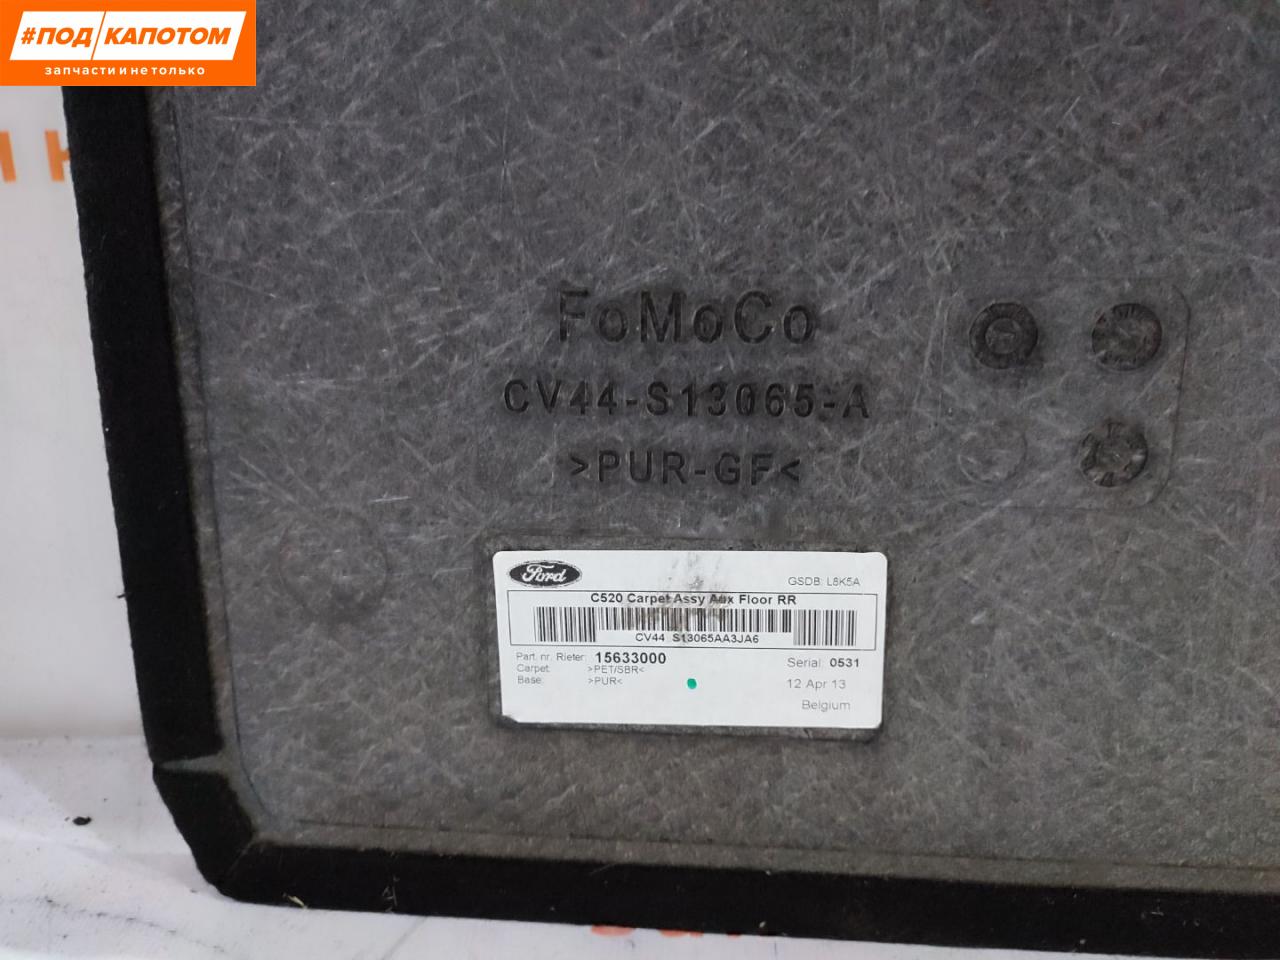 #ПОД КАПОТОМ
запчасти и не только
FoMoCo
CV44-S13065-A
>PUR-GF<
Ford
GSDB: L8K5A
C520 Carpet Assy Aux Floor RR
CV44 S13065AA3JA6
Part. nr. Rieter: 15633000
Carpet: >PET/SBR<
Base: >PUR<
Serial: 0531
12 Apr 13
Belgium